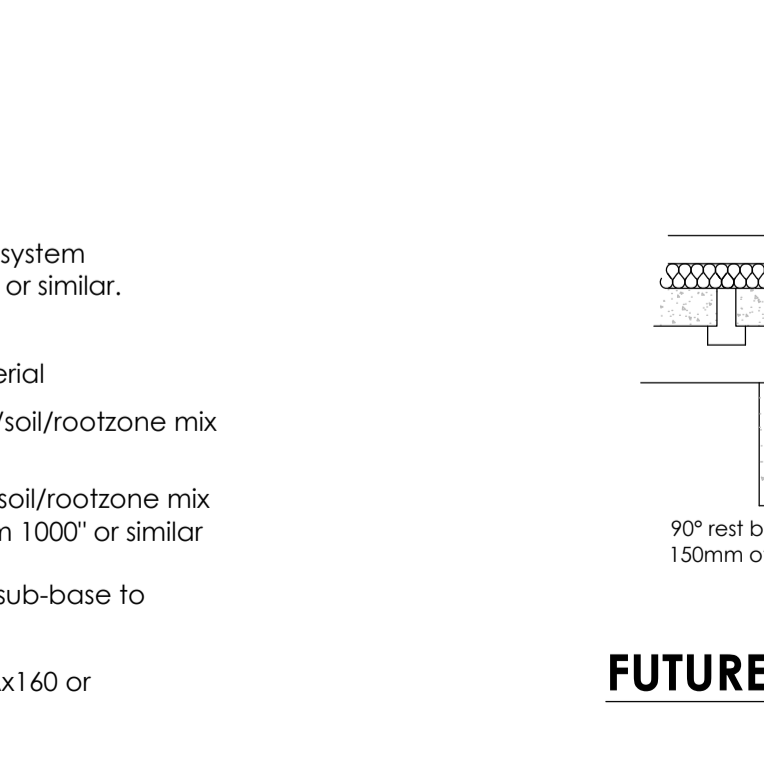 system
or similar.
erial
/soil/rootzone mix
soil/rootzone mix
m 1000" or similar
sub-base to
x160 or
90° rest b
150mm o
FUTURE